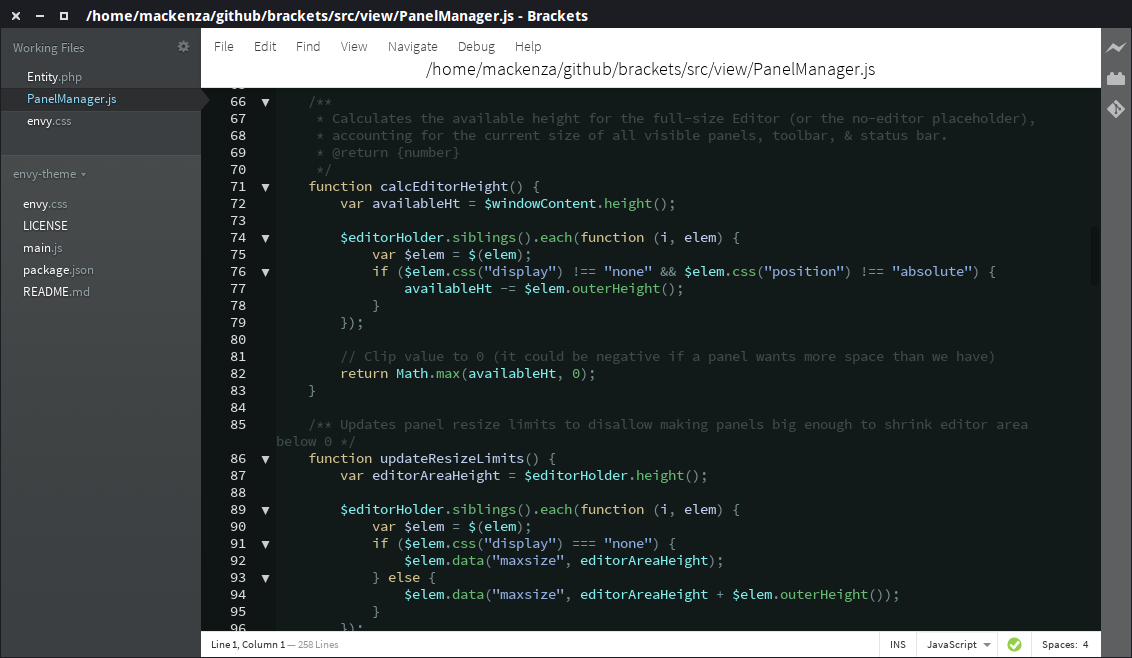 /home/mackenza/github/brackets/src/view/PanelManager.js - Brackets
Working Files
Entity.php
PanelManager.js
envy.css
envy-theme
envy.css
LICENSE
main.js
package.json
README.md
File Edit Find View Navigate Debug Help
/home/mackenza/github/brackets/src/view/PanelManager.js
66 /**
67 * Calculates the available height for the full-size Editor (or the no-editor placeholder),
68 * accounting for the current size of all visible panels, toolbar, & status bar.
69 * @return {number}
70 */
71 function calcEditorHeight() {
72 var availableHt = $windowContent.height();
73
74 $editorHolder.siblings().each(function (i, elem) {
75 var $elem = $(elem);
76 if ($elem.css("display") !== "none" && $elem.css("position") !== "absolute") {
77 availableHt -= $elem.outerHeight();
78 }
79 });
80
81 // Clip value to 0 (it could be negative if a panel wants more space than we have)
82 return Math.max(availableHt, 0);
83 }
84
85 /** Updates panel resize limits to disallow making panels big enough to shrink editor area
below 0 */
86 function updateResizeLimits() {
87 var editorAreaHeight = $editorHolder.height();
88
89 $editorHolder.siblings().each(function (i, elem) {
90 var $elem = $(elem);
91 if ($elem.css("display") === "none") {
92 $elem.data("maxsize", editorAreaHeight);
93 } else {
94 $elem.data("maxsize", editorAreaHeight + $elem.outerHeight());
95 }
96 });
Line 1, Column 1 — 258 Lines INS JavaScript Spaces: 4